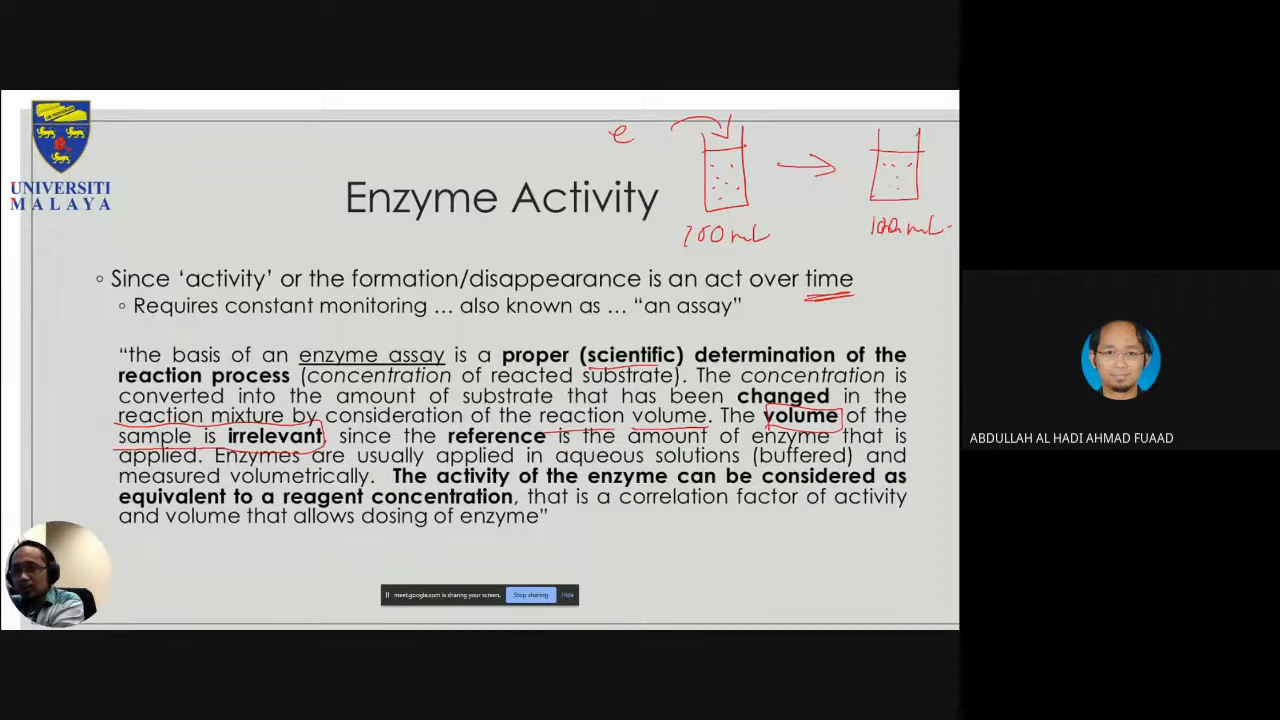 UNIVERSITI
MALAYA
e
100 mL
100 mL
Enzyme Activity
Since ‘activity’ or the formation/disappearance is an act over time
Requires constant monitoring … also known as … “an assay”
“the basis of an enzyme assay is a proper (scientific) determination of the
reaction process (concentration of reacted substrate). The concentration is
converted into the amount of substrate that has been changed in the
reaction mixture by consideration of the reaction volume. The volume of the
sample is irrelevant, since the reference is the amount of enzyme that is
applied. Enzymes are usually applied in aqueous solutions (buffered) and
measured volumetrically. The activity of the enzyme can be considered as
equivalent to a reagent concentration, that is a correlation factor of activity
and volume that allows dosing of enzyme”
meet.google.com is sharing your screen. Stop sharing Hide
ABDULLAH AL HADI AHMAD FUAAD